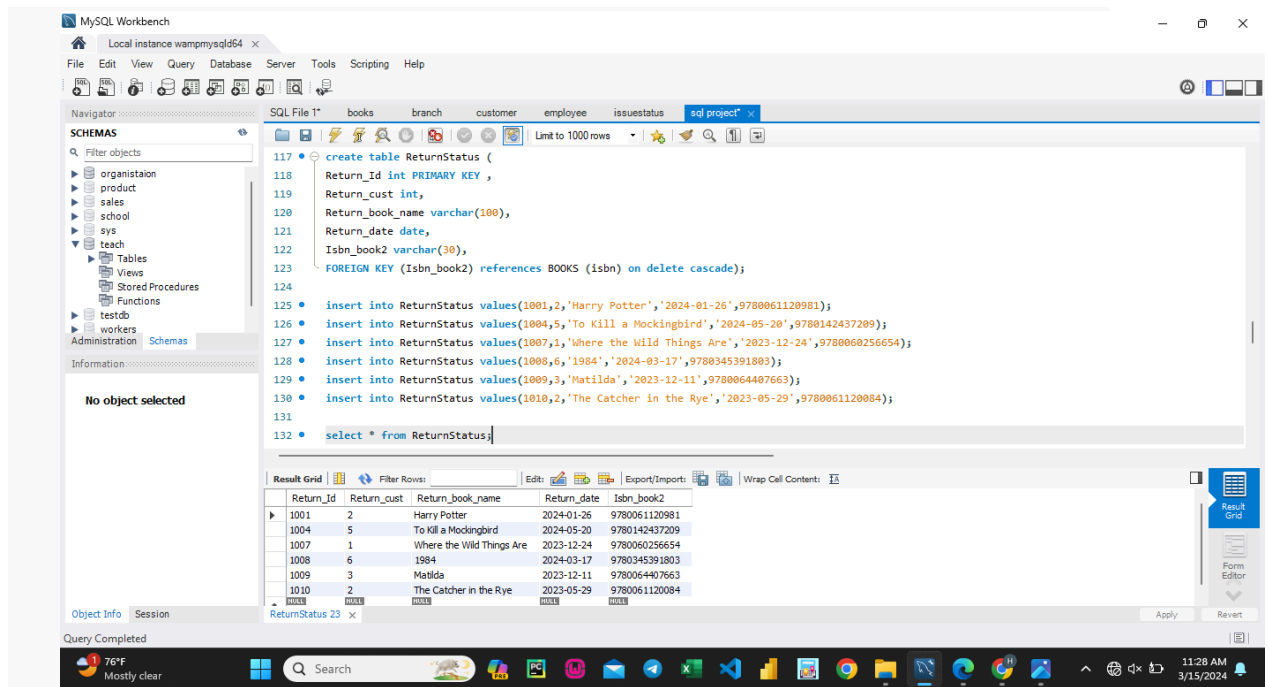 MySQL Workbench
Local instance wampmysqld64
File Edit View Query Database Server Tools Scripting Help
Navigator
SCHEMAS
Filter objects
organistaion
product
sales
school
sys
teach
Tables
Views
Stored Procedures
Functions
testdb
workers
Administration Schemas
Information
No object selected
Object Info Session
SQL File 1* books branch customer employee issuestatus sql project*
Limit to 1000 rows
117 create table ReturnStatus (
118 Return_Id int PRIMARY KEY ,
119 Return_cust int,
120 Return_book_name varchar(100),
121 Return_date date,
122 Isbn_book2 varchar(30),
123 FOREIGN KEY (Isbn_book2) references BOOKS (isbn) on delete cascade);
124
125 insert into ReturnStatus values(1001,2,'Harry Potter','2024-01-26',9780061120981);
126 insert into ReturnStatus values(1004,5,'To Kill a Mockingbird','2024-05-20',9780142437209);
127 insert into ReturnStatus values(1007,1,'Where the Wild Things Are','2023-12-24',9780060256654);
128 insert into ReturnStatus values(1008,6,'1984','2024-03-17',9780345391803);
129 insert into ReturnStatus values(1009,3,'Matilda','2023-12-11',9780064407663);
130 insert into ReturnStatus values(1010,2,'The Catcher in the Rye','2023-05-29',9780061120084);
131
132 select * from ReturnStatus;
Result Grid Filter Rows: Edit: Export/Import: Wrap Cell Content:
Return_Id Return_cust Return_book_name Return_date Isbn_book2
1001 2 Harry Potter 2024-01-26 9780061120981
1004 5 To Kill a Mockingbird 2024-05-20 9780142437209
1007 1 Where the Wild Things Are 2023-12-24 9780060256654
1008 6 1984 2024-03-17 9780345391803
1009 3 Matilda 2023-12-11 9780064407663
1010 2 The Catcher in the Rye 2023-05-29 9780061120084
NULL NULL NULL NULL NULL
Result
Grid
Form
Editor
ReturnStatus 23
Apply Revert
Query Completed
1
76°F
Mostly clear
Search
PRE
PC
11:28 AM
3/15/2024